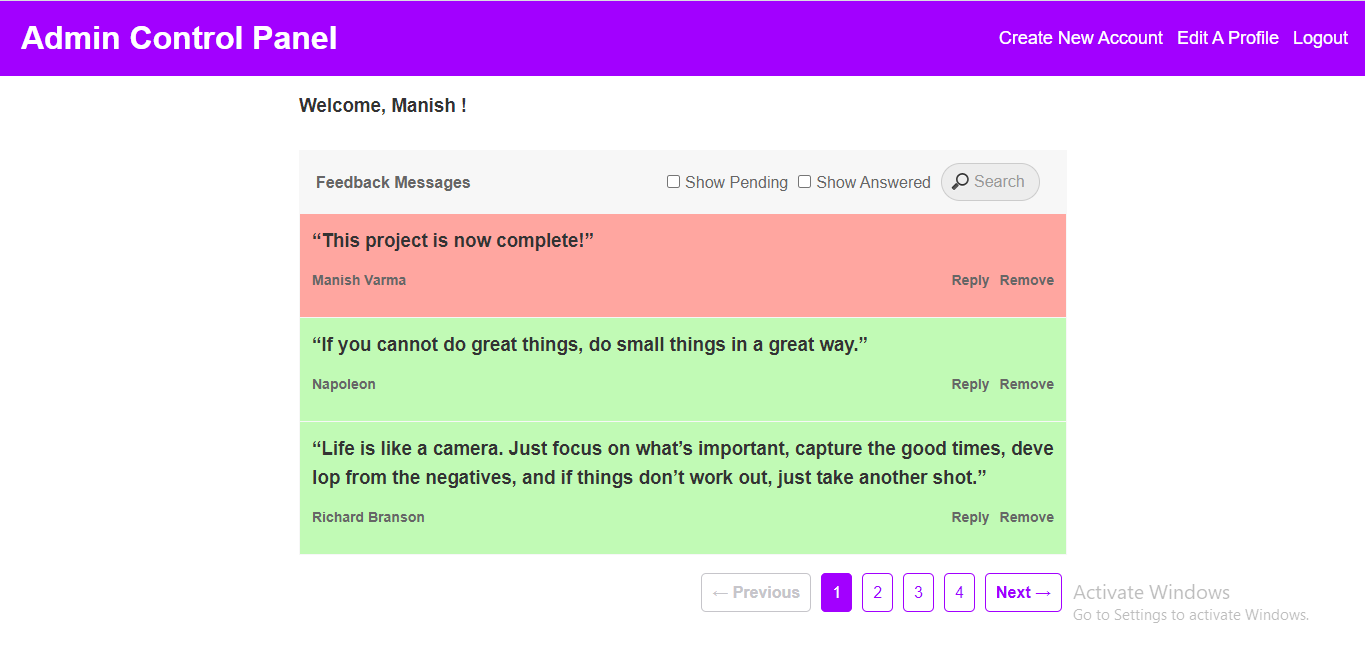 Admin Control Panel
Create New Account Edit A Profile Logout
Welcome, Manish !
Feedback Messages
Show Pending Show Answered Search
“This project is now complete!”
Manish Varma
Reply Remove
“If you cannot do great things, do small things in a great way.”
Napoleon
Reply Remove
“Life is like a camera. Just focus on what’s important, capture the good times, deve
lop from the negatives, and if things don’t work out, just take another shot.”
Richard Branson
Reply Remove
← Previous 1 2 3 4 Next →
Activate Windows
Go to Settings to activate Windows.